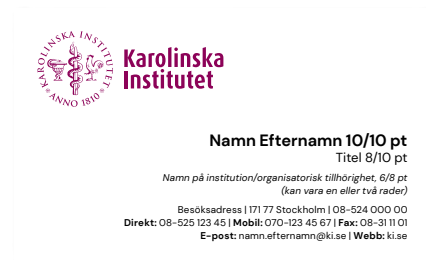 KAROLINSKA INSTITUTET
ANNO 1810
Karolinska
Institutet
Namn Efternamn 10/10 pt
Titel 8/10 pt
Namn på institution/organisatorisk tillhörighet, 6/8 pt
(kan vara en eller två rader)
Besöksadress | 171 77 Stockholm | 08-524 000 00
Direkt: 08-525 123 45 | Mobil: 070-123 45 67 | Fax: 08-31 11 01
E-post: namn.efternamn@ki.se | Webb: ki.se